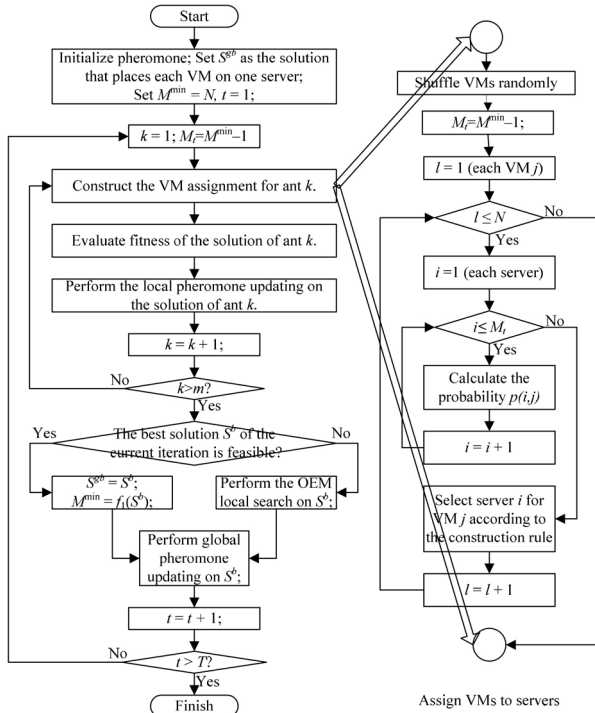 Start
Initialize pheromone; Set S^gb as the solution
that places each VM on one server;
Set M^min = N, t = 1;
k = 1; M_t=M^min–1
Construct the VM assignment for ant k.
Evaluate fitness of the solution of ant k.
Perform the local pheromone updating on
the solution of ant k.
k = k + 1;
No
k>m?
Yes
Yes
The best solution S^b of the
current iteration is feasible?
No
S^gb = S^b;
M^min = f_1(S^b);
Perform the OEM
local search on S^b;
Perform global
pheromone
updating on S^b;
t = t + 1;
No
t > T?
Yes
Finish
Shuffle VMs randomly
M_t=M^min–1;
l = 1 (each VM j)
l ≤ N
No
Yes
i =1 (each server)
i≤ M_t
No
Yes
Calculate the
probability p(i,j)
i = i + 1
Select server i for
VM j according to
the construction rule
l = l + 1
Assign VMs to servers